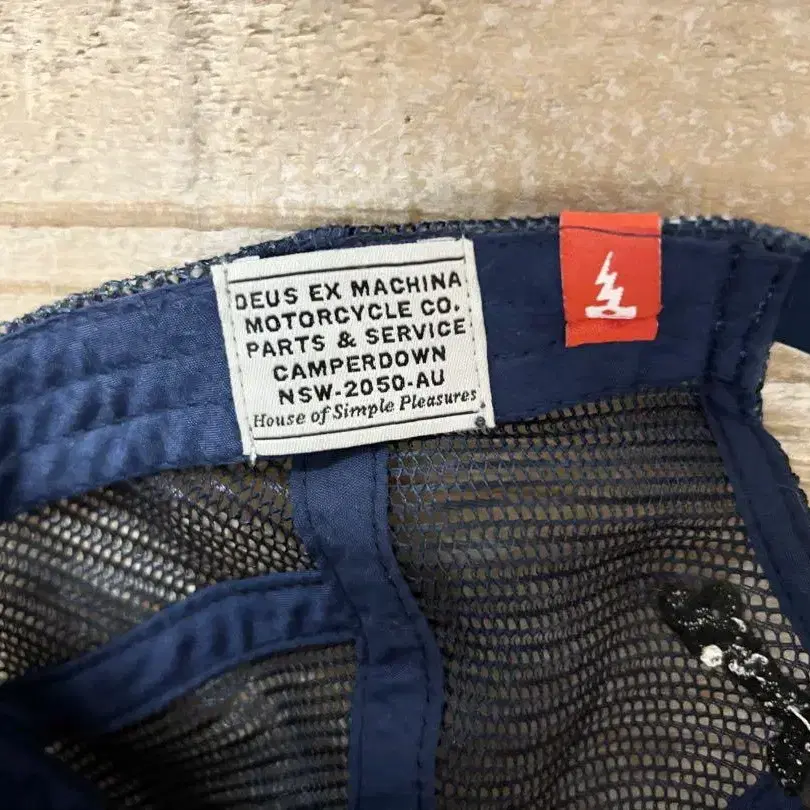 DEUS EX MACHINA
MOTORCYCLE CO.
PARTS & SERVICE
CAMPERDOWN
NSW-2050-AU
House of Simple Pleasures